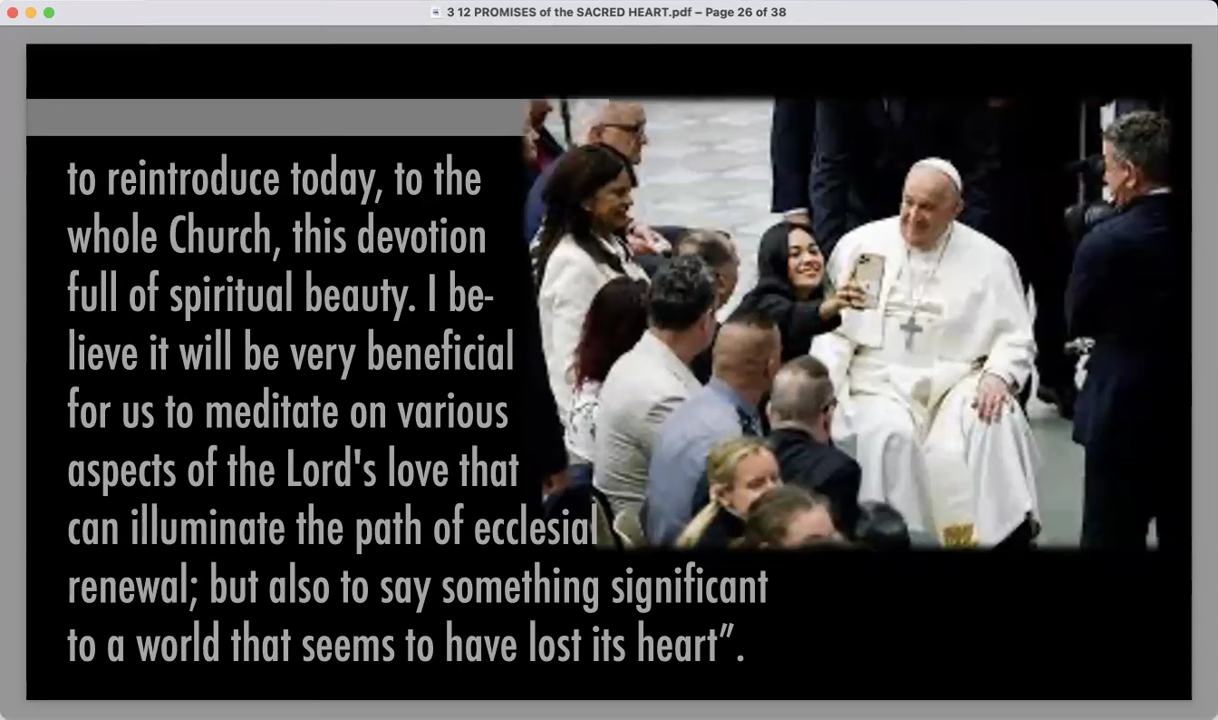 3 12 PROMISES of the SACRED HEART.pdf – Page 26 of 38
to reintroduce today, to the
whole Church, this devotion
full of spiritual beauty. I be-
lieve it will be very beneficial
for us to meditate on various
aspects of the Lord's love that
can illuminate the path of ecclesial
renewal; but also to say something significant
to a world that seems to have lost its heart”.